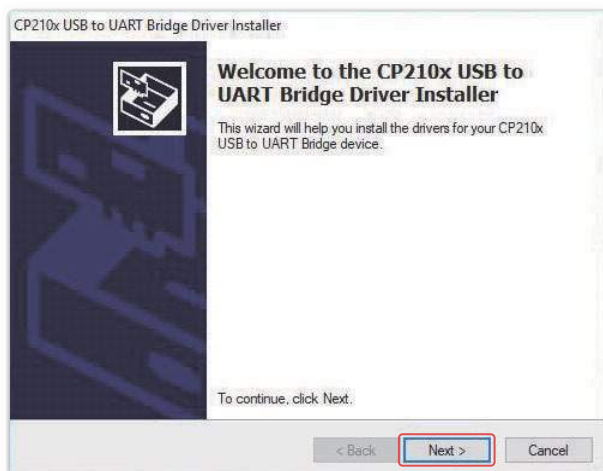 CP210x USB to UART Bridge Driver Installer
Welcome to the CP210x USB to
UART Bridge Driver Installer
This wizard will help you install the drivers for your CP210x
USB to UART Bridge device.
To continue, click Next.
< Back
Next >
Cancel